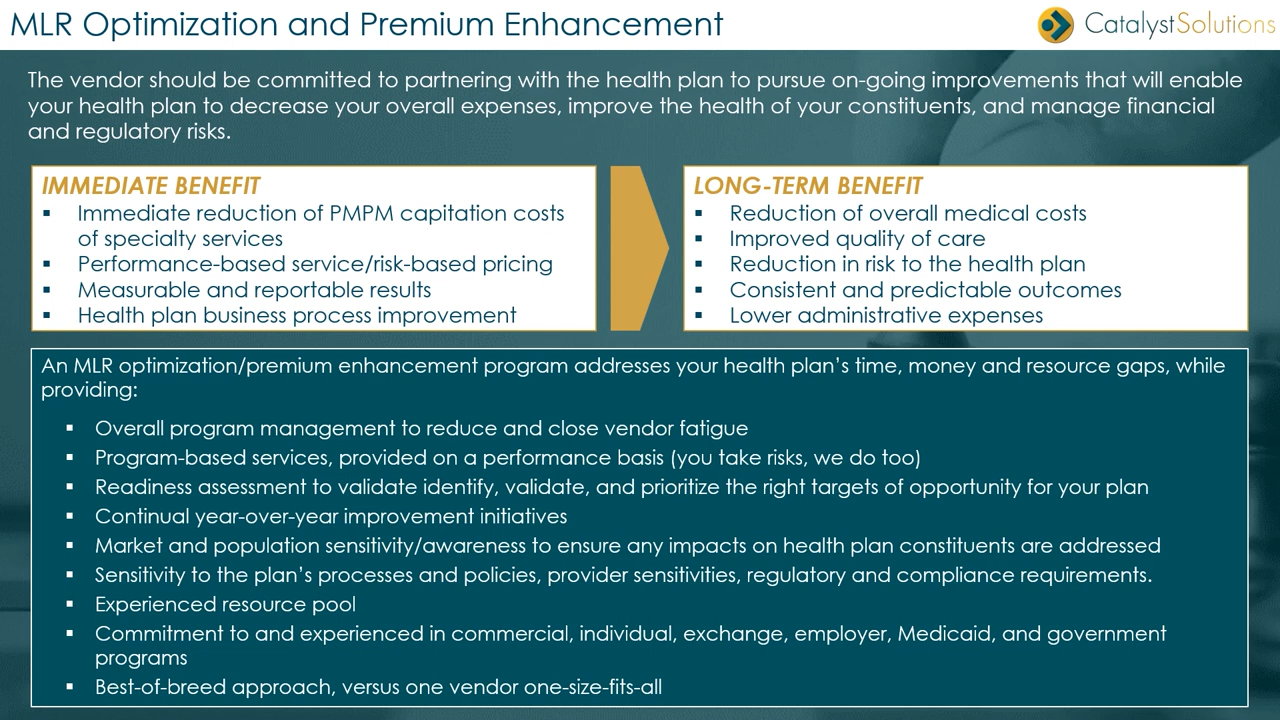 MLR Optimization and Premium Enhancement
CatalystSolutions
The vendor should be committed to partnering with the health plan to pursue on-going improvements that will enable
your health plan to decrease your overall expenses, improve the health of your constituents, and manage financial
and regulatory risks.
IMMEDIATE BENEFIT
▪ Immediate reduction of PMPM capitation costs
of specialty services
▪ Performance-based service/risk-based pricing
▪ Measurable and reportable results
▪ Health plan business process improvement
LONG-TERM BENEFIT
▪ Reduction of overall medical costs
▪ Improved quality of care
▪ Reduction in risk to the health plan
▪ Consistent and predictable outcomes
▪ Lower administrative expenses
An MLR optimization/premium enhancement program addresses your health plan’s time, money and resource gaps, while
providing:
▪ Overall program management to reduce and close vendor fatigue
▪ Program-based services, provided on a performance basis (you take risks, we do too)
▪ Readiness assessment to validate identify, validate, and prioritize the right targets of opportunity for your plan
▪ Continual year-over-year improvement initiatives
▪ Market and population sensitivity/awareness to ensure any impacts on health plan constituents are addressed
▪ Sensitivity to the plan’s processes and policies, provider sensitivities, regulatory and compliance requirements.
▪ Experienced resource pool
▪ Commitment to and experienced in commercial, individual, exchange, employer, Medicaid, and government
programs
▪ Best-of-breed approach, versus one vendor one-size-fits-all